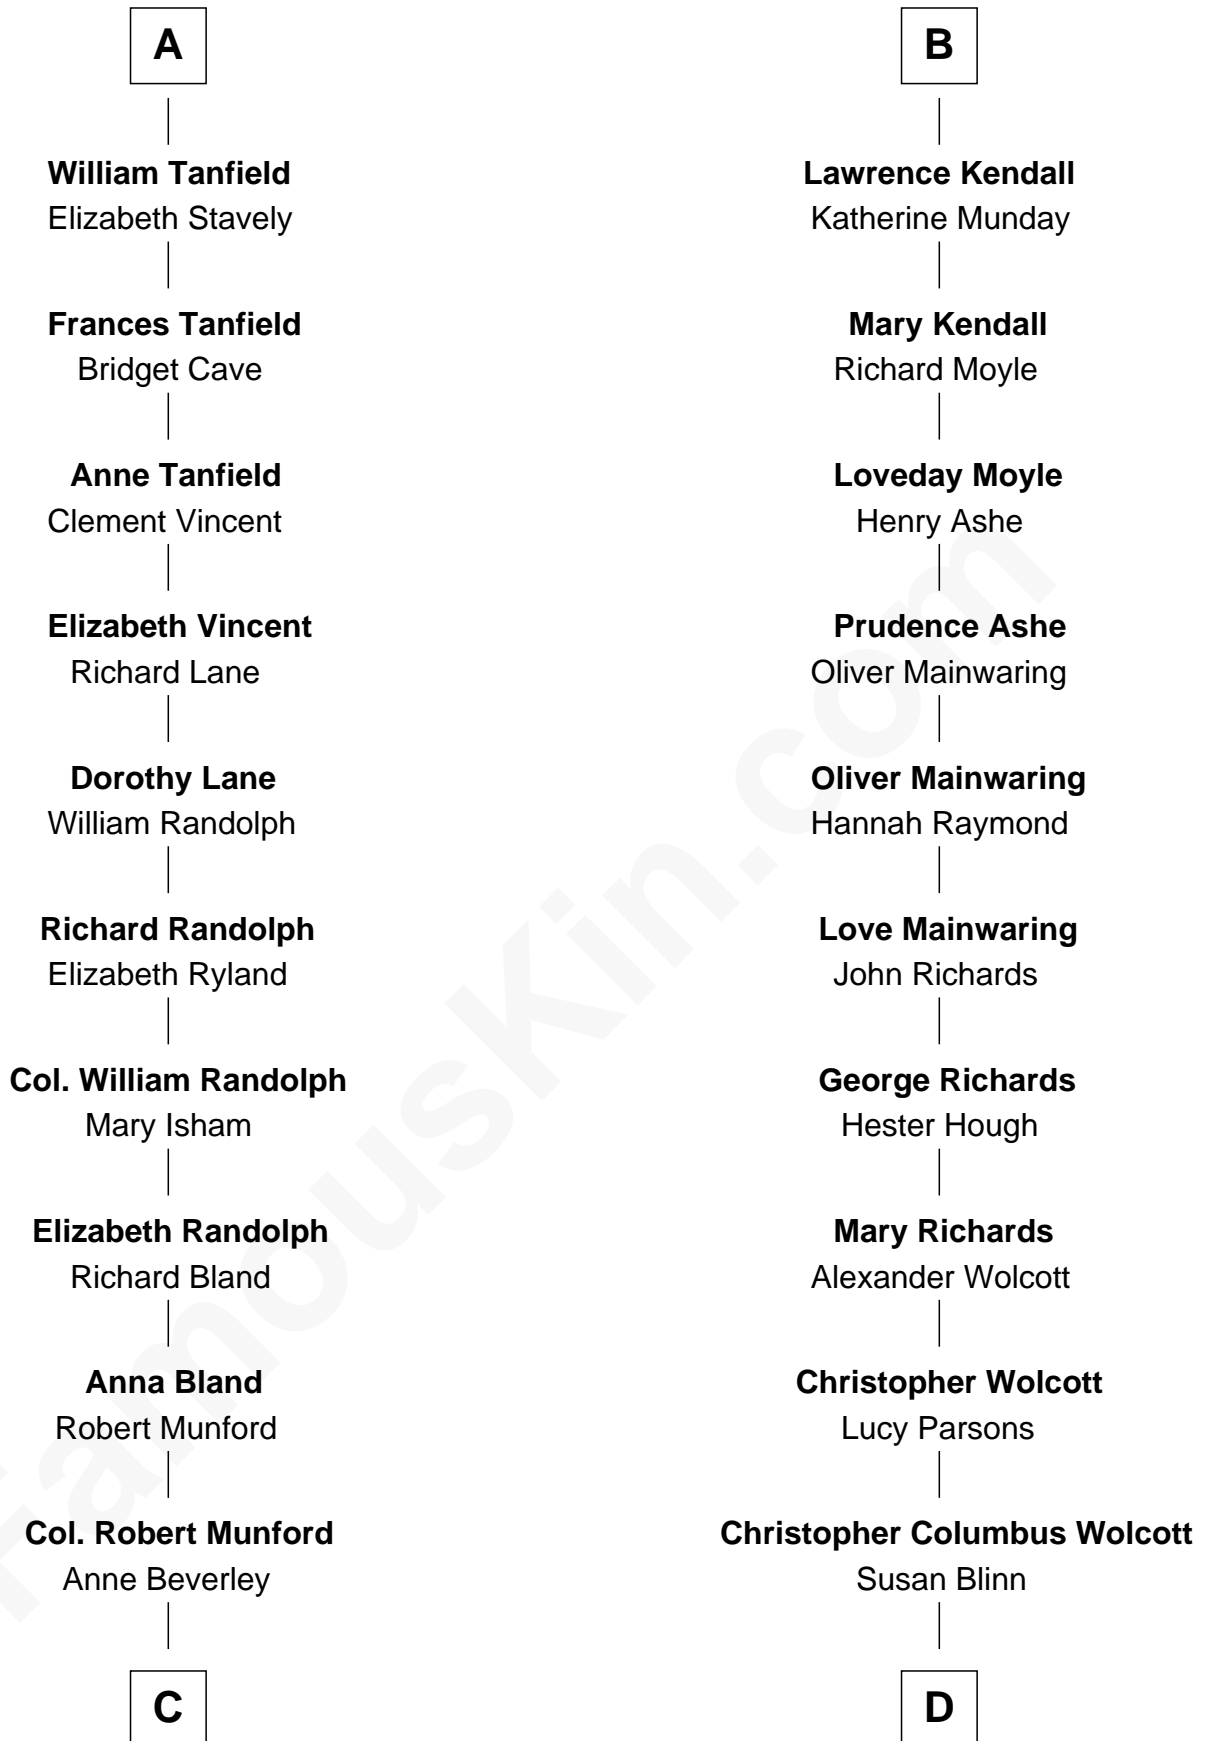 A
William Tanfield
Elizabeth Stavely
Frances Tanfield
Bridget Cave
Anne Tanfield
Clement Vincent
Elizabeth Vincent
Richard Lane
Dorothy Lane
William Randolph
Richard Randolph
Elizabeth Ryland
Col. William Randolph
Mary Isham
Elizabeth Randolph
Richard Bland
Anna Bland
Robert Munford
Col. Robert Munford
Anne Beverley
C
B
Lawrence Kendall
Katherine Munday
Mary Kendall
Richard Moyle
Loveday Moyle
Henry Ashe
Prudence Ashe
Oliver Mainwaring
Oliver Mainwaring
Hannah Raymond
Love Mainwaring
John Richards
George Richards
Hester Hough
Mary Richards
Alexander Wolcott
Christopher Wolcott
Lucy Parsons
Christopher Columbus Wolcott
Susan Blinn
D
FamousKin.com